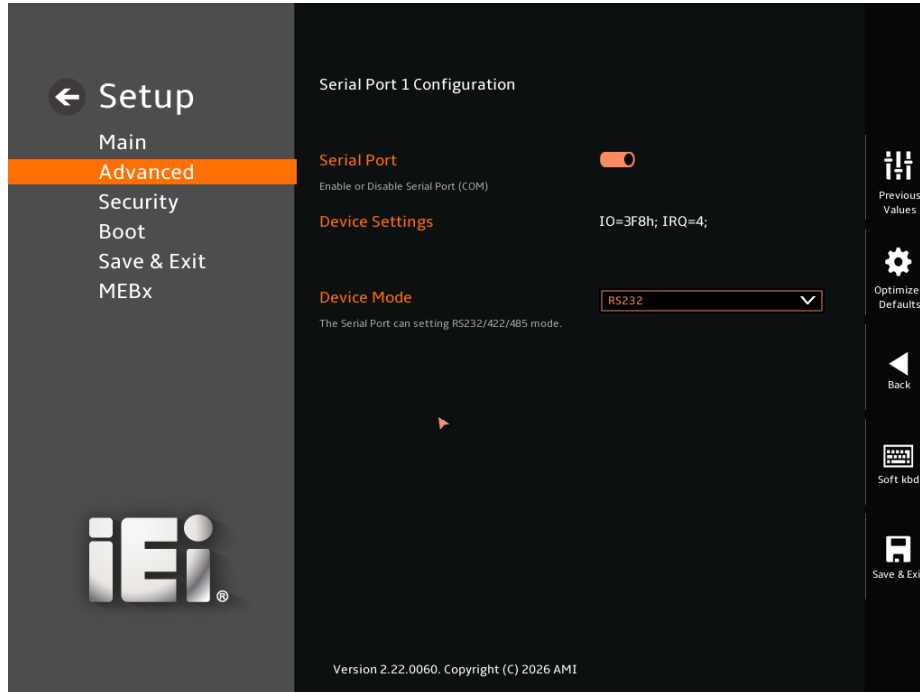 Setup
Main
Advanced
Security
Boot
Save & Exit
MEBx
iEi®
Serial Port 1 Configuration
Serial Port
Enable or Disable Serial Port (COM)
Device Settings
IO=3F8h; IRQ=4;
Device Mode
RS232
The Serial Port can setting RS232/422/485 mode.
Previous
Values
Optimize
Defaults
Back
Soft kbd
Save & Exi
Version 2.22.0060. Copyright (C) 2026 AMI